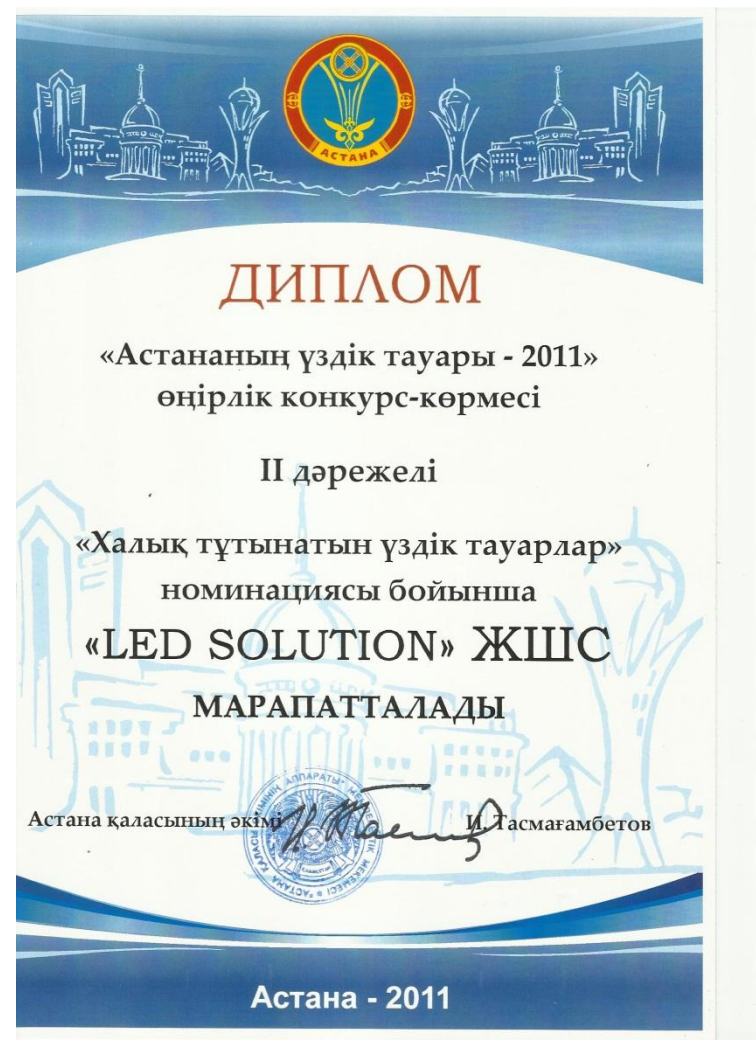 АСТАНА
ДИПЛОМ
«Астананың үздік тауары - 2011»
өңірлік конкурс-көрмесі
II дәрежелі
«Халық тұтынатын үздік тауарлар»
номинациясы бойынша
«LED SOLUTION» ЖШС
МАРАПАТТАЛАДЫ
Астана қаласының әкімі И. Тасмағамбетов
Астана - 2011